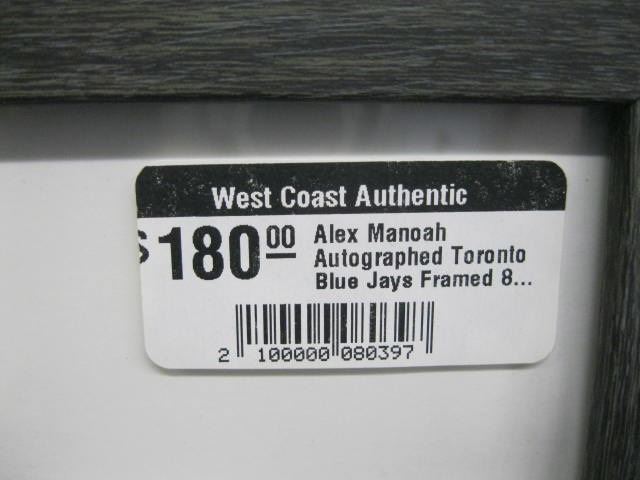 West Coast Authentic
$180 00
Alex Manoah
Autographed Toronto
Blue Jays Framed 8...
2 100000 080397